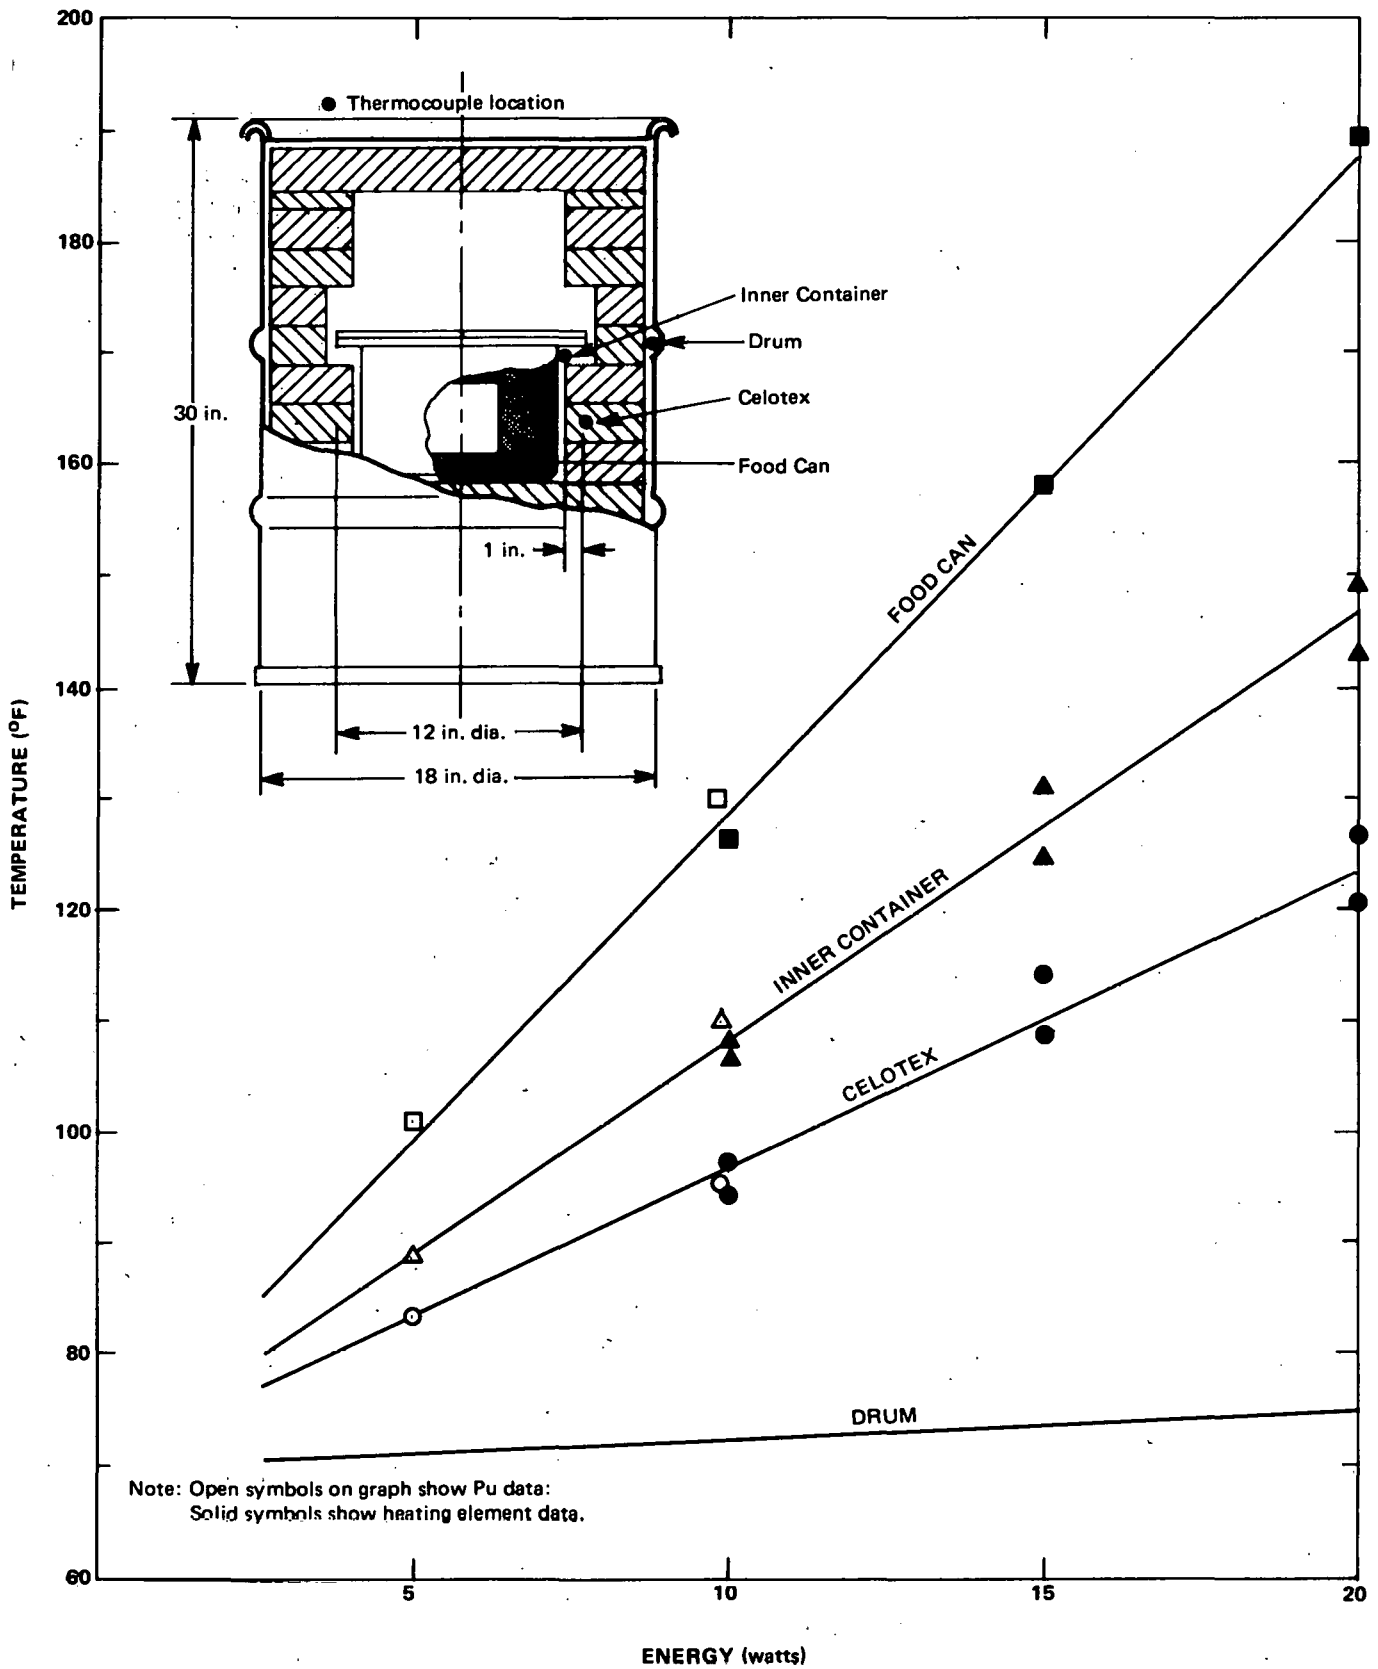 200
180
160
140
120
100
80
60
TEMPERATURE (°F)
● Thermocouple location
Inner Container
Drum
Celotex
Food Can
30 in.
1 in.
12 in. dia.
18 in. dia.
FOOD CAN
INNER CONTAINER
CELOTEX
DRUM
Note: Open symbols on graph show Pu data:
Solid symbols show heating element data.
5 10 15 20
ENERGY (watts)